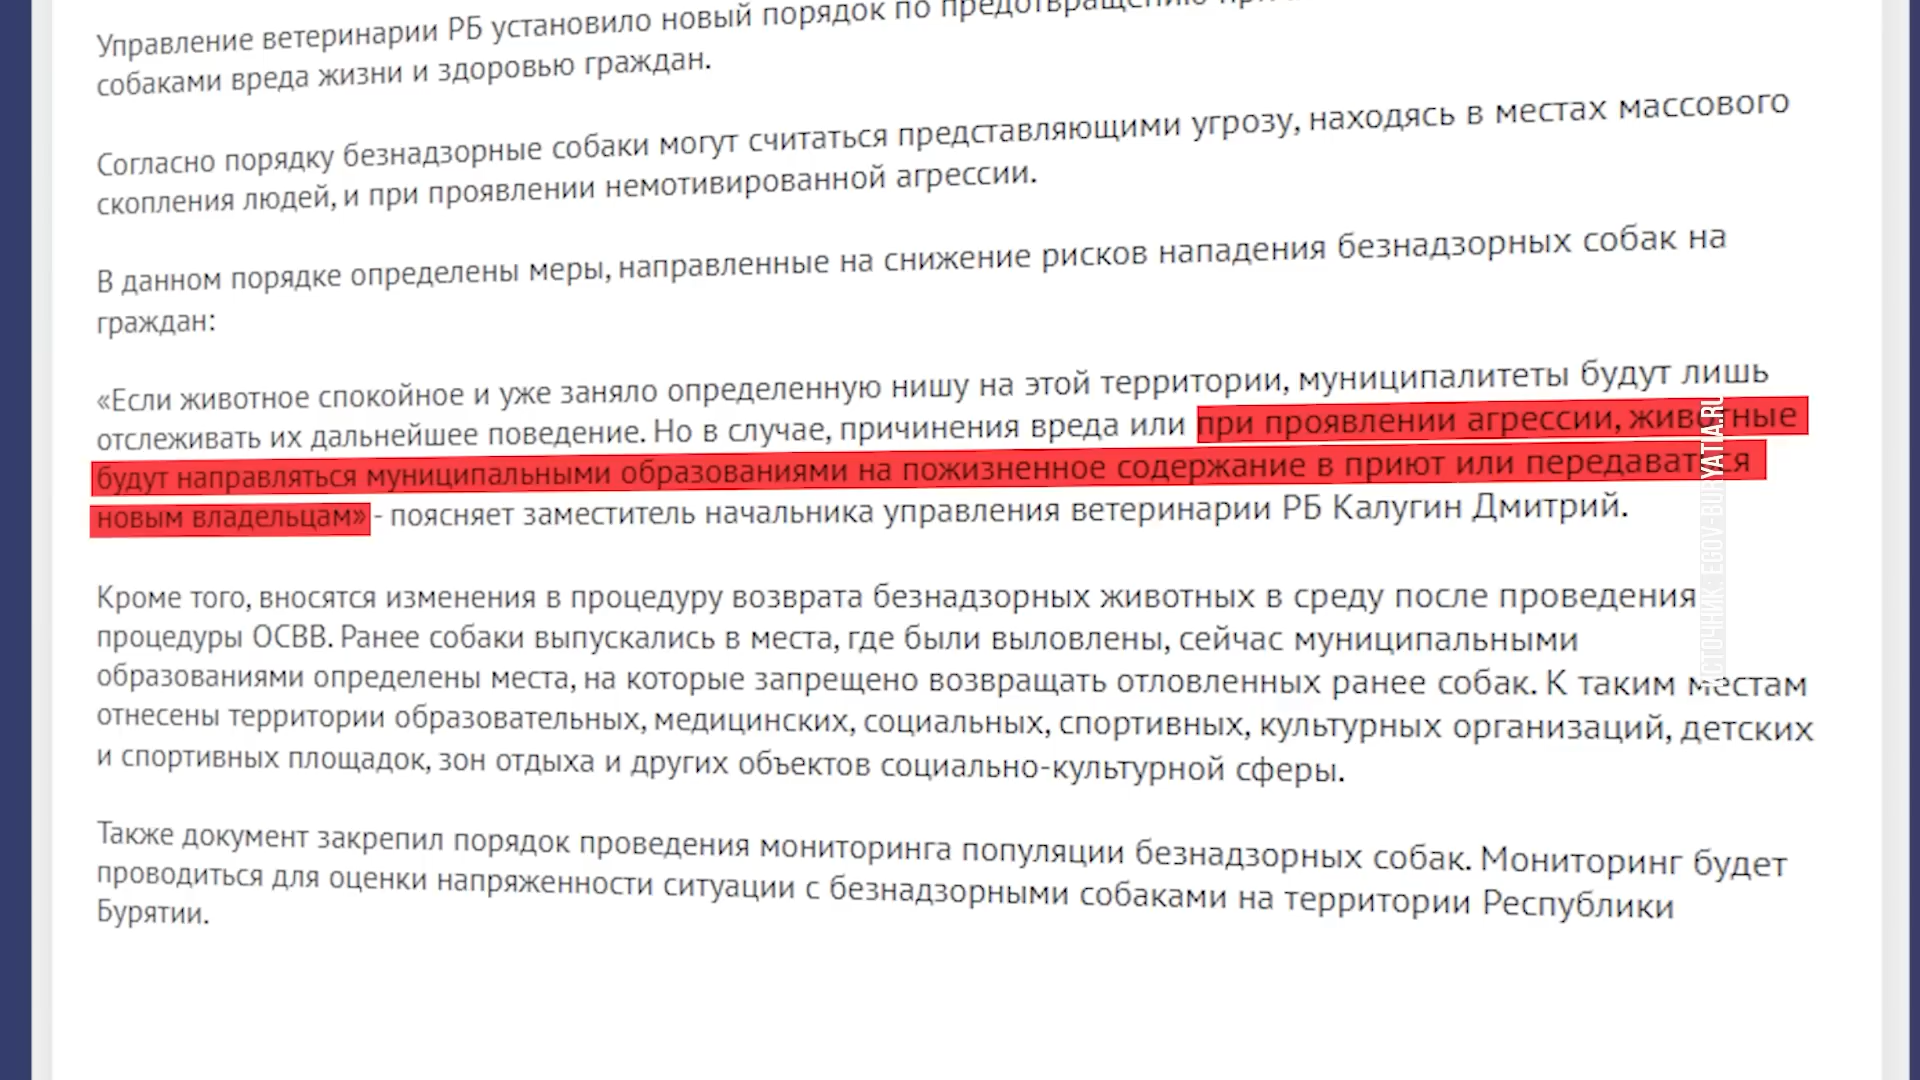 Управление ветеринарии РБ установило новый порядок по предотвращению
собаками вреда жизни и здоровью граждан.
Согласно порядку безнадзорные собаки могут считаться представляющими угрозу, находясь в местах массового
скопления людей, и при проявлении немотивированной агрессии.
В данном порядке определены меры, направленные на снижение рисков нападения безнадзорных собак на
граждан:
«Если животное спокойное и уже заняло определенную нишу на этой территории, муниципалитеты будут лишь
отслеживать их дальнейшее поведение. Но в случае, причинения вреда или при проявлении агрессии, животные
будут направляться муниципальными образованиями на пожизненное содержание в приют или передаваться
новым владельцам» - поясняет заместитель начальника управления ветеринарии РБ Калугин Дмитрий.
Кроме того, вносятся изменения в процедуру возврата безнадзорных животных в среду после проведения
процедуры ОСВВ. Ранее собаки выпускались в места, где были выловлены, сейчас муниципальными
образованиями определены места, на которые запрещено возвращать отловленных ранее собак. К таким местам
отнесены территории образовательных, медицинских, социальных, спортивных, культурных организаций, детских
и спортивных площадок, зон отдыха и других объектов социально-культурной сферы.
Также документ закрепил порядок проведения мониторинга популяции безнадзорных собак. Мониторинг будет
проводиться для оценки напряженности ситуации с безнадзорными собаками на территории Республики
Бурятии.
ИСТОЧНИК: EGOV-BURYATIA.RU